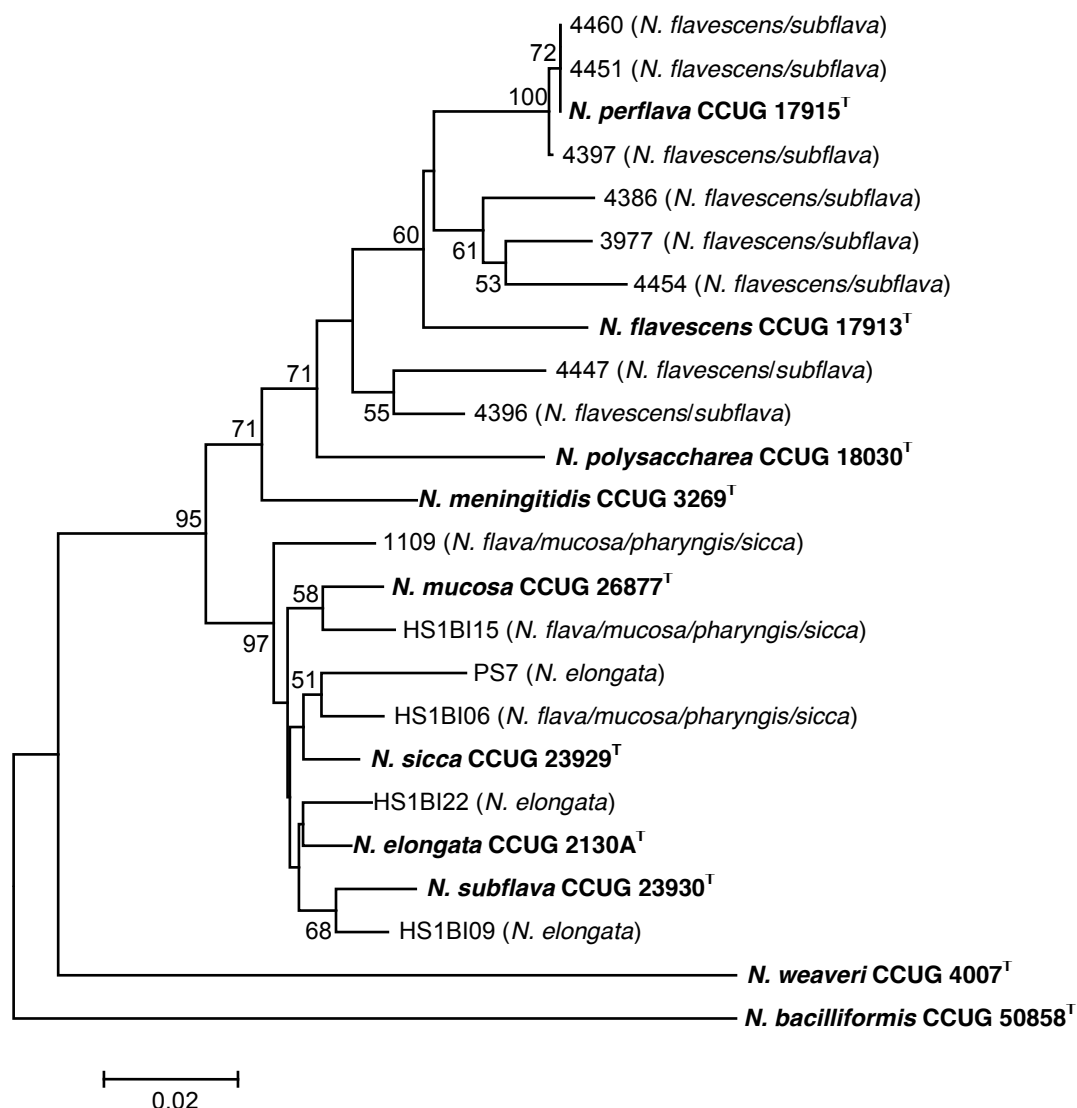 4460 (N. flavescens/subflava)
72
4451 (N. flavescens/subflava)
100
N. perflava CCUG 17915ᵀ
4397 (N. flavescens/subflava)
4386 (N. flavescens/subflava)
60
3977 (N. flavescens/subflava)
61
53
4454 (N. flavescens/subflava)
N. flavescens CCUG 17913ᵀ
71
4447 (N. flavescens/subflava)
55
4396 (N. flavescens/subflava)
71
N. polysaccharea CCUG 18030ᵀ
N. meningitidis CCUG 3269ᵀ
95
1109 (N. flava/mucosa/pharyngis/sicca)
58
N. mucosa CCUG 26877ᵀ
HS1BI15 (N. flava/mucosa/pharyngis/sicca)
97
51
PS7 (N. elongata)
HS1BI06 (N. flava/mucosa/pharyngis/sicca)
N. sicca CCUG 23929ᵀ
HS1BI22 (N. elongata)
N. elongata CCUG 2130Aᵀ
N. subflava CCUG 23930ᵀ
68
HS1BI09 (N. elongata)
N. weaveri CCUG 4007ᵀ
N. bacilliformis CCUG 50858ᵀ
0.02